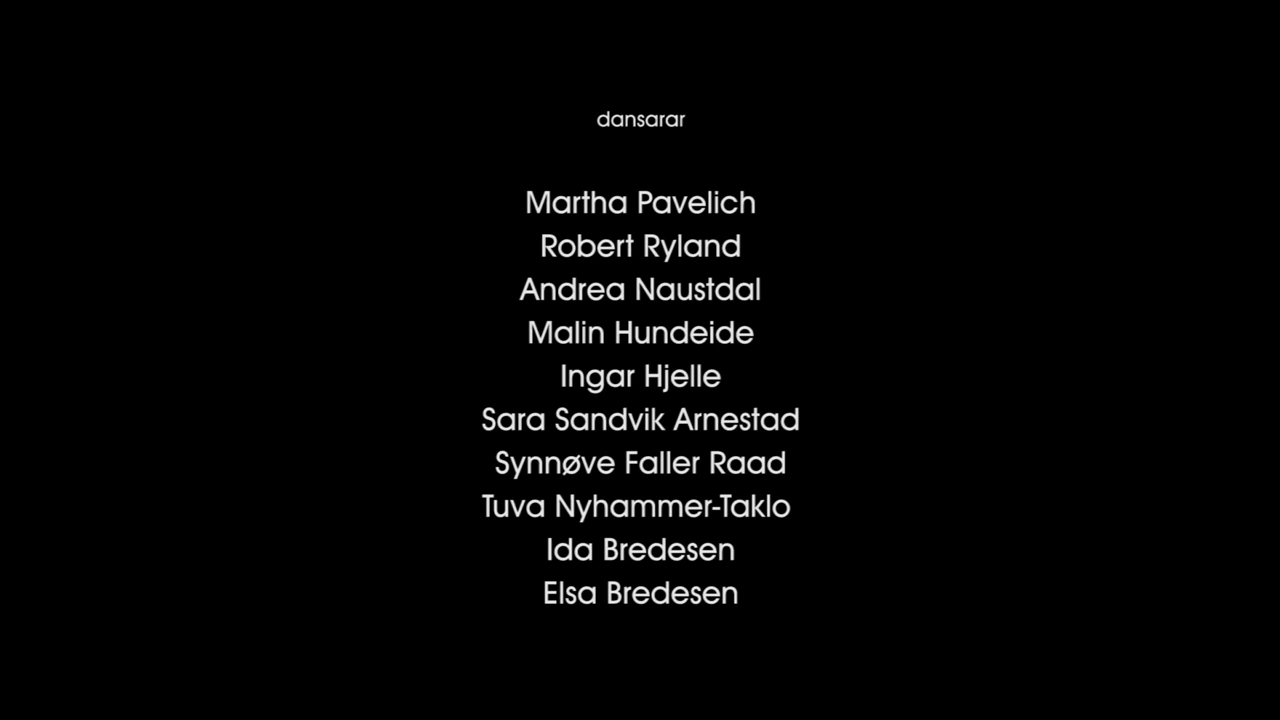 dansarar
Martha Pavelich
Robert Ryland
Andrea Naustdal
Malin Hundeide
Ingar Hjelle
Sara Sandvik Arnestad
Synnøve Faller Raad
Tuva Nyhammer-Taklo
Ida Bredesen
Elsa Bredesen